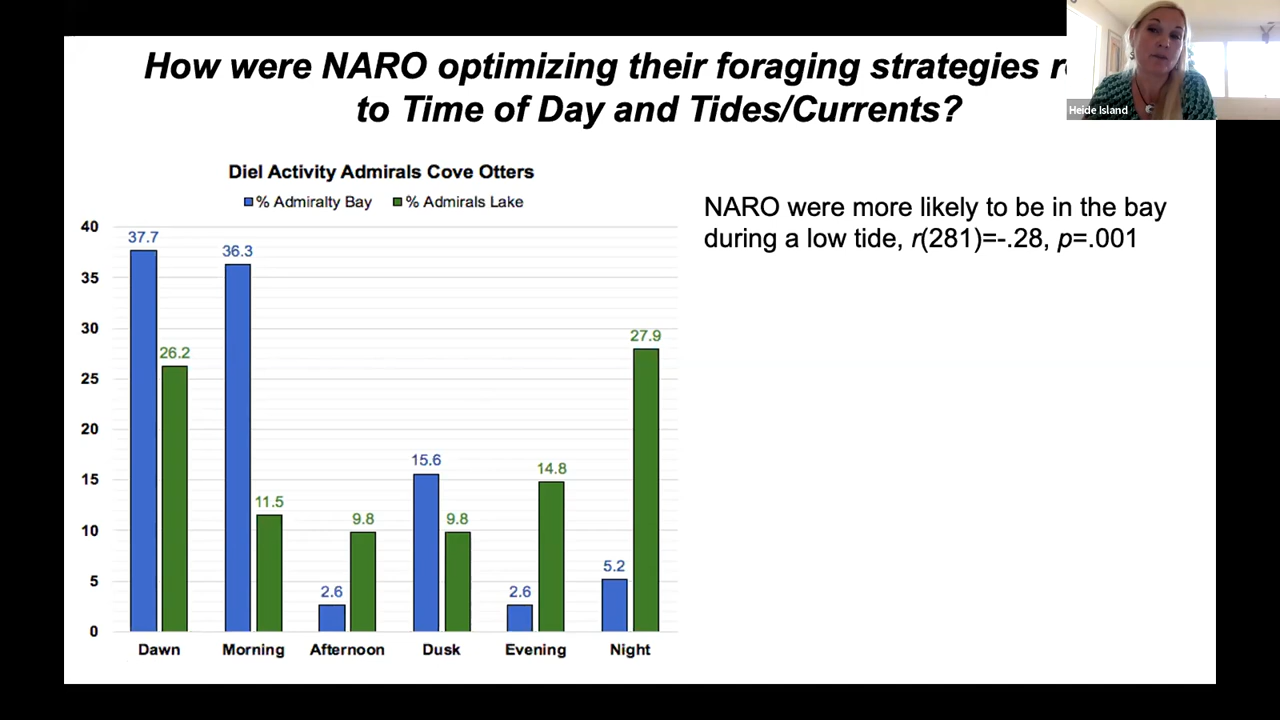 How were NARO optimizing their foraging strategies
to Time of Day and Tides/Currents?
Heide Island
Diel Activity Admirals Cove Otters
% Admiralty Bay % Admirals Lake
NARO were more likely to be in the bay
during a low tide, r(281)=-.28, p=.001
40
35
30
25
20
15
10
5
0
37.7
26.2
36.3
11.5
2.6
9.8
15.6
9.8
2.6
14.8
5.2
27.9
Dawn Morning Afternoon Dusk Evening Night